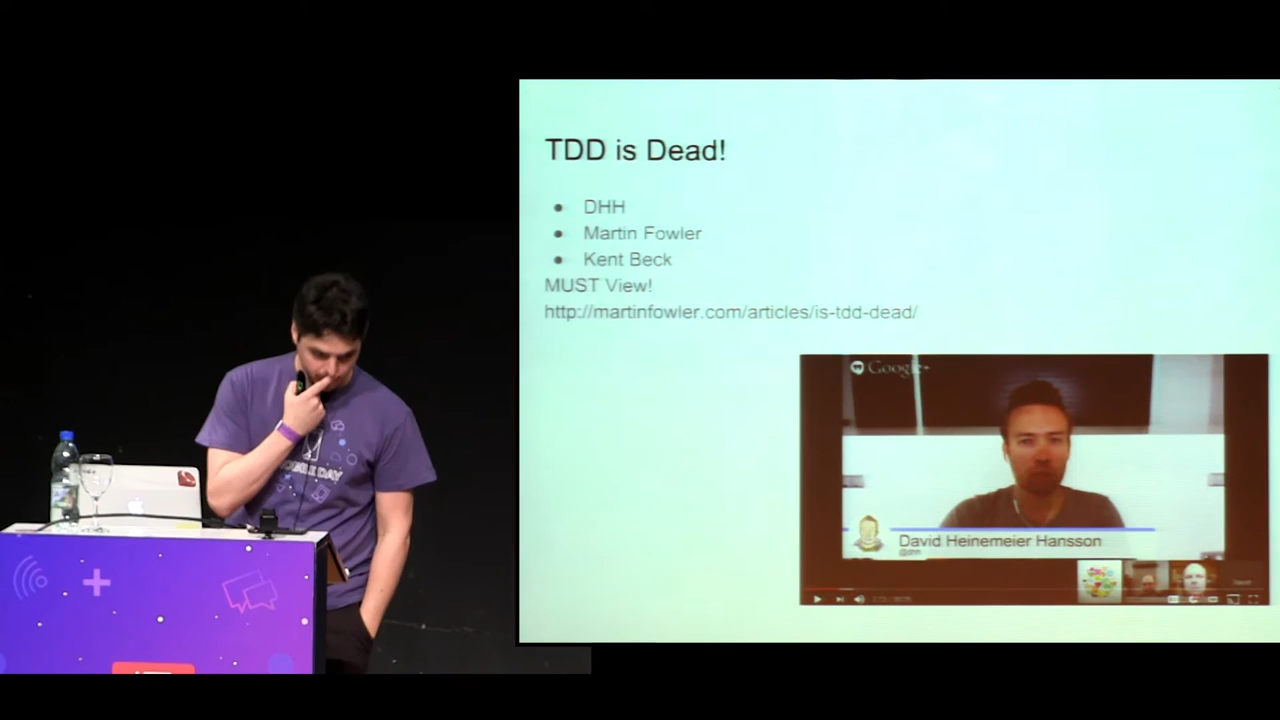 TDD is Dead!
● DHH
● Martin Fowler
● Kent Beck
MUST View!
http://martinfowler.com/articles/is-tdd-dead/
Google+
David Heinemeier Hansson
@dhh